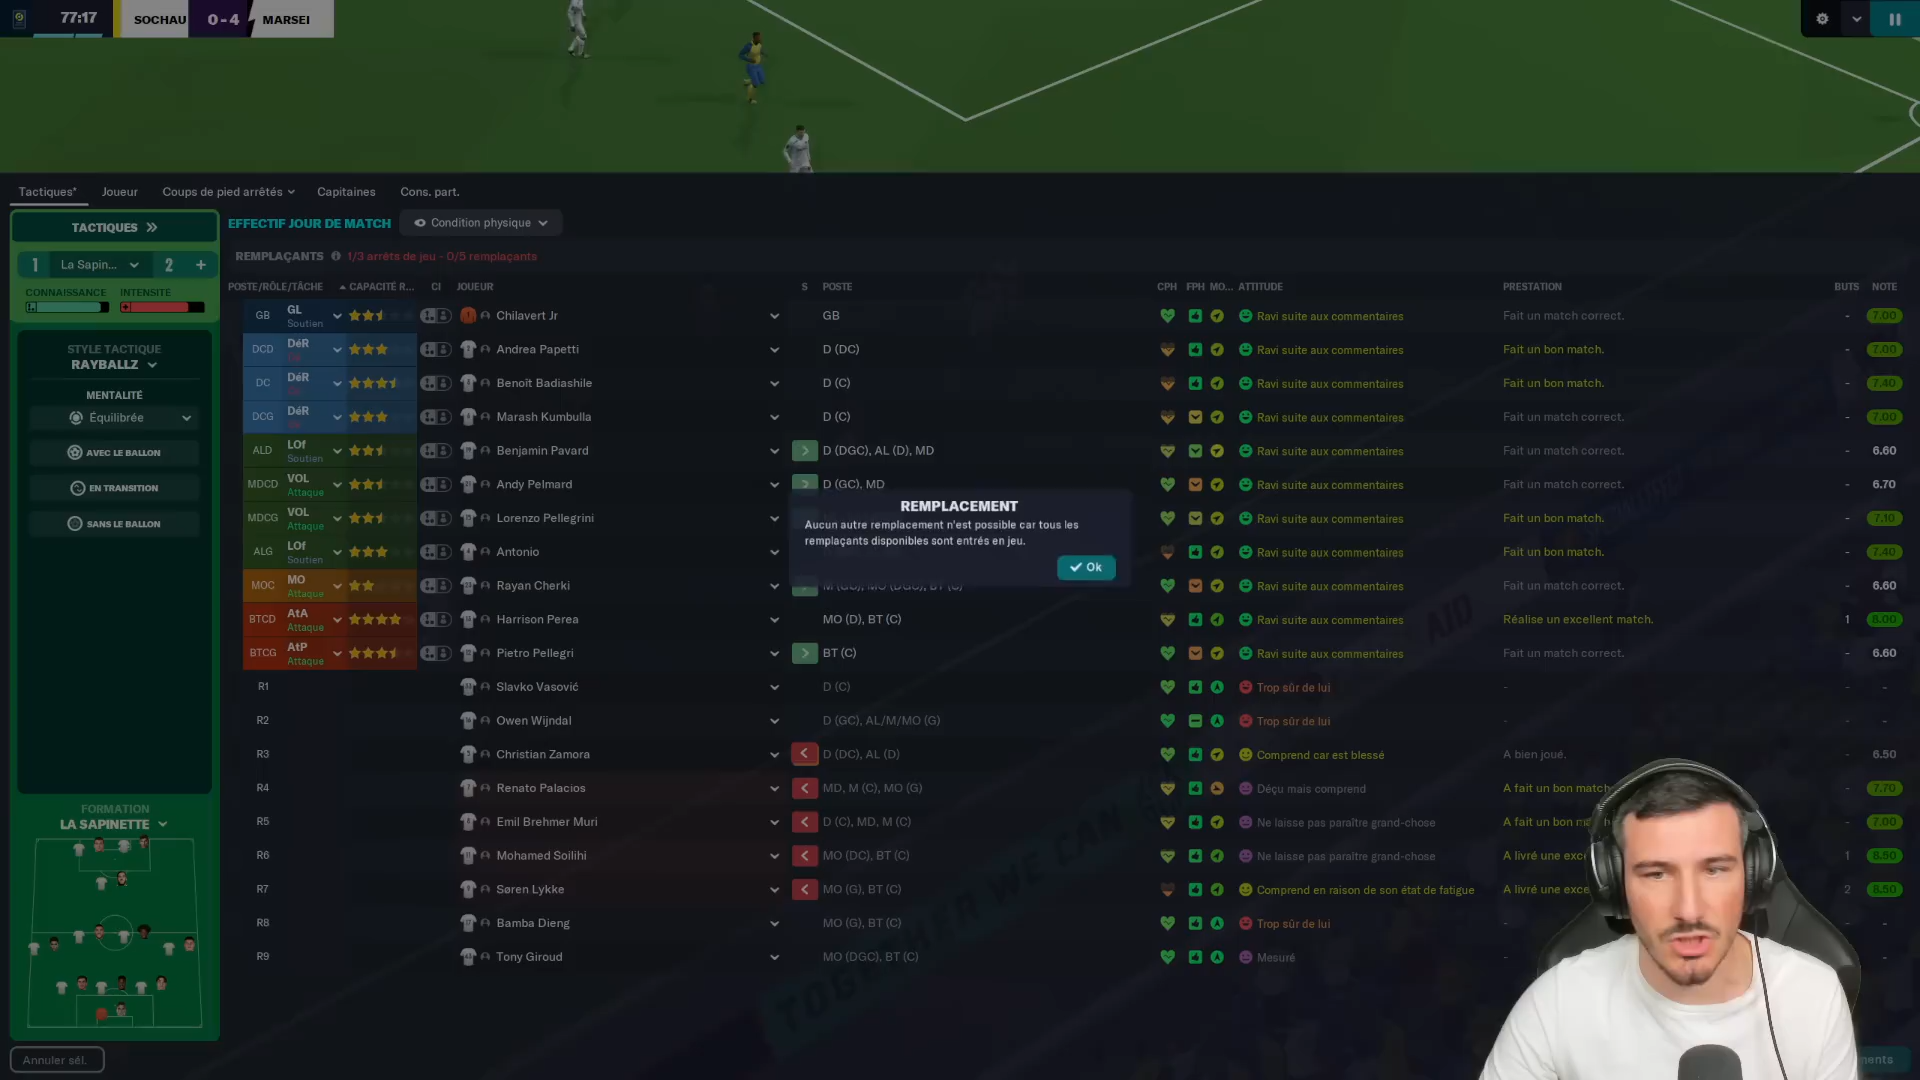 77:17 SOCHAU 0 - 4 MARSEI
Tactiques* Joueur Coups de pied arrêtés Capitaines Cons. part.
TACTIQUES
EFFECTIF JOUR DE MATCH Condition physique
1 La Sapin... 2 +
REMPLAÇANTS 1/3 arrêts de jeu - 0/5 remplaçants
CONNAISSANCE INTENSITE
POSTE/RÔLE/TÂCHE CAPACITÉ R... CI JOUEUR S POSTE CPH FPH MO... ATTITUDE PRESTATION BUTS NOTE
GB GL Soutien Chilavert Jr GB Ravi suite aux commentaires Fait un match correct. - 7.00
DCD DéR Andrea Papetti D (DC) Ravi suite aux commentaires Fait un bon match. - 7.00
DC DéR Benoît Badiashile D (C) Ravi suite aux commentaires Fait un bon match. - 7.40
DCG DéR Marash Kumbulla D (C) Ravi suite aux commentaires Fait un match correct. - 7.00
ALD LOf Soutien Benjamin Pavard D (DGC), AL (D), MD Ravi suite aux commentaires Fait un match correct. - 6.60
MDCD VOL Attaque Andy Pelmard D (GC), MD Ravi suite aux commentaires Fait un match correct. - 6.70
MDCG VOL Attaque Lorenzo Pellegrini Ravi suite aux commentaires Fait un bon match. - 7.10
ALG LOf Soutien Antonio Ravi suite aux commentaires Fait un bon match. - 7.40
MOC MO Attaque Rayan Cherki Ravi suite aux commentaires Fait un match correct. - 6.60
BTCD AtA Attaque Harrison Perea MO (D), BT (C) Ravi suite aux commentaires Réalise un excellent match. 1 8.00
BTCG AtP Attaque Pietro Pellegri BT (C) Ravi suite aux commentaires Fait un match correct. - 6.60
R1 Slavko Vasović D (C) Trop sûr de lui - - -
R2 Owen Wijndal D (GC), AL/M/MO (G) Trop sûr de lui - - -
R3 Christian Zamora D (DC), AL (D) Comprend car est blessé A bien joué. - 6.50
R4 Renato Palacios MD, M (C), MO (G) Déçu mais comprend A fait un bon match - 7.70
R5 Emil Brehmer Muri D (C), MD, M (C) Ne laisse pas paraître grand-chose A fait un bon - 7.00
R6 Mohamed Soilihi MO (DC), BT (C) Ne laisse pas paraître grand-chose A livré une exc 1 8.50
R7 Søren Lykke MO (G), BT (C) Comprend en raison de son état de fatigue A livré une exce 2 8.50
R8 Bamba Dieng MO (G), BT (C) Trop sûr de lui - - -
R9 Tony Giroud MO (DGC), BT (C) Mesuré - -
STYLE TACTIQUE
RAYBALLZ
MENTALITÉ
Équilibrée
AVEC LE BALLON
EN TRANSITION
SANS LE BALLON
REMPLACEMENT
Aucun autre remplacement n'est possible car tous les
remplaçants disponibles sont entrés en jeu.
Ok
FORMATION
LA SAPINETTE
TOGETHER WE CAN
AID
Annuler sél.